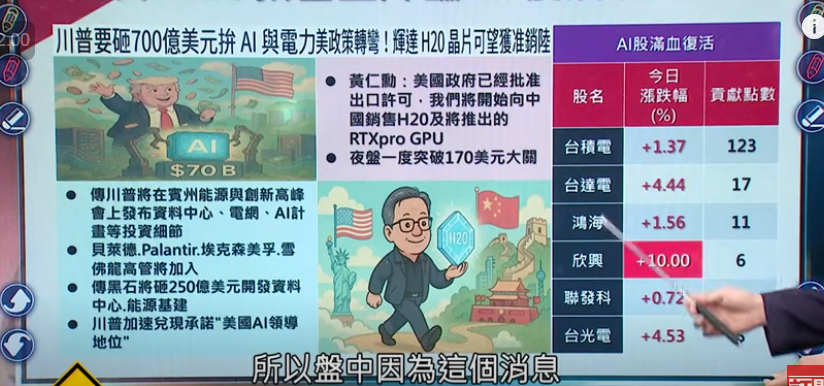 2:00
川普要砸700億美元拚 AI 與電力
美政策轉彎！輝達 H20 晶片可望獲准銷陸
AI
$70 B
● 傳川普將在賓州能源與創新高峰
會上發布資料中心、電網、AI計
畫等投資細節
● 貝萊德.Palantir.埃克森美孚.雪
佛龍高管將加入
● 傳黑石將砸250億美元開發資料
中心.能源基建
● 川普加速兌現承諾"美國AI領導
地位"
● 黃仁勳：美國政府已經批准
出口許可，我們將開始向中
國銷售H20及將推出的
RTXpro GPU
● 夜盤一度突破170美元大關
H20
AI股滿血復活
股名 今日漲跌幅(%) 貢獻點數
台積電 +1.37 123
台達電 +4.44 17
鴻海 +1.56 11
欣興 +10.00 6
聯發科 +0.72
台光電 +4.53
所以盤中因為這個消息